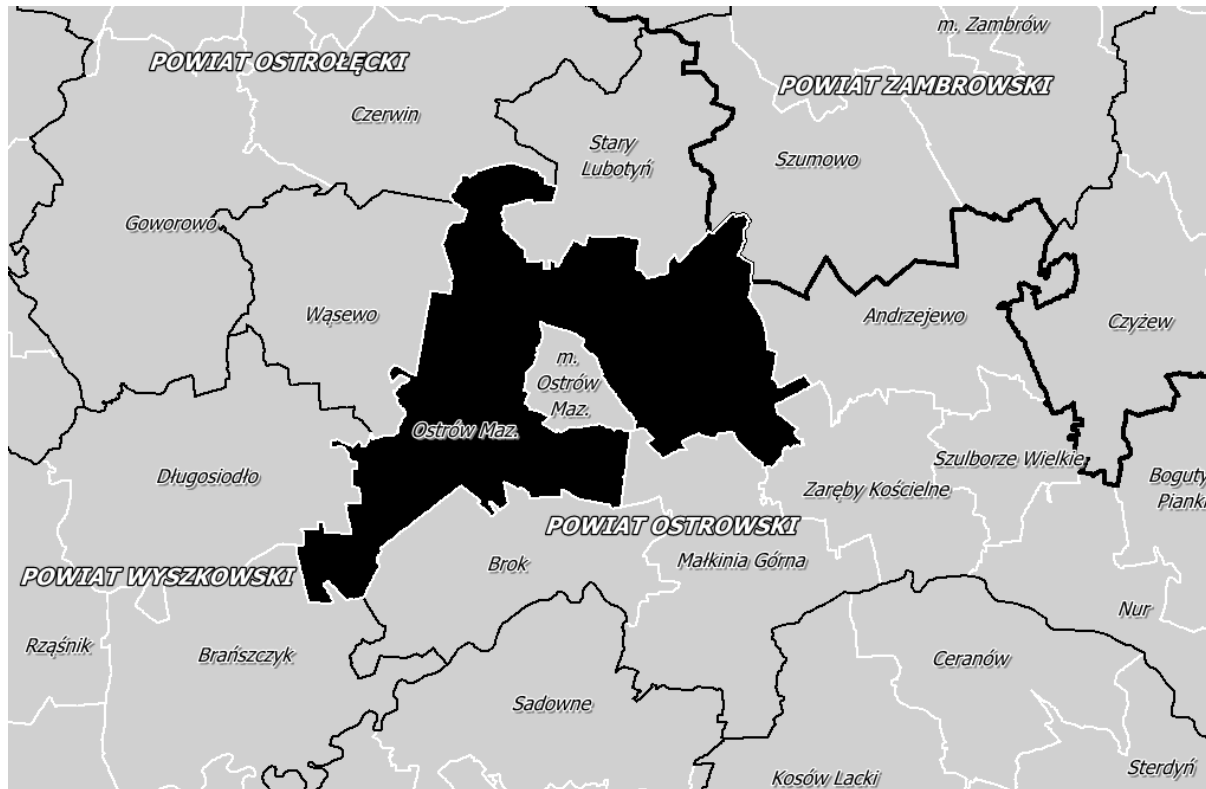 m. Zambrów
POWIAT OSTROŁĘCKI
POWIAT ZAMBROWSKI
Czerwin
Stary
Lubotyń
Szumowo
Goworowo
Wąsewo
Andrzejewo
Czyżew
m.
Ostrów
Maz.
Ostrów Maz.
Długosiodło
Szulborze Wielkie
Zaręby Kościelne
Boguty-
Pianki
POWIAT OSTROWSKI
Brok
Małkinia Górna
POWIAT WYSZKOWSKI
Nur
Rząśnik
Brańszczyk
Ceranów
Sadowne
Sterdyń
Kosów Lacki